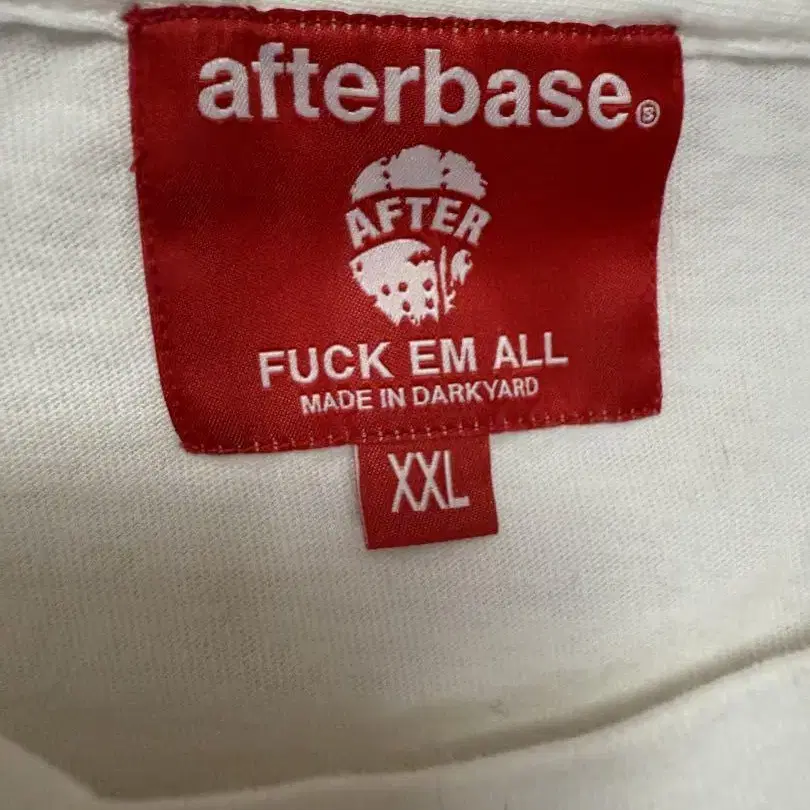 afterbase®
AFTER
FUCK EM ALL
MADE IN DARKYARD
XXL